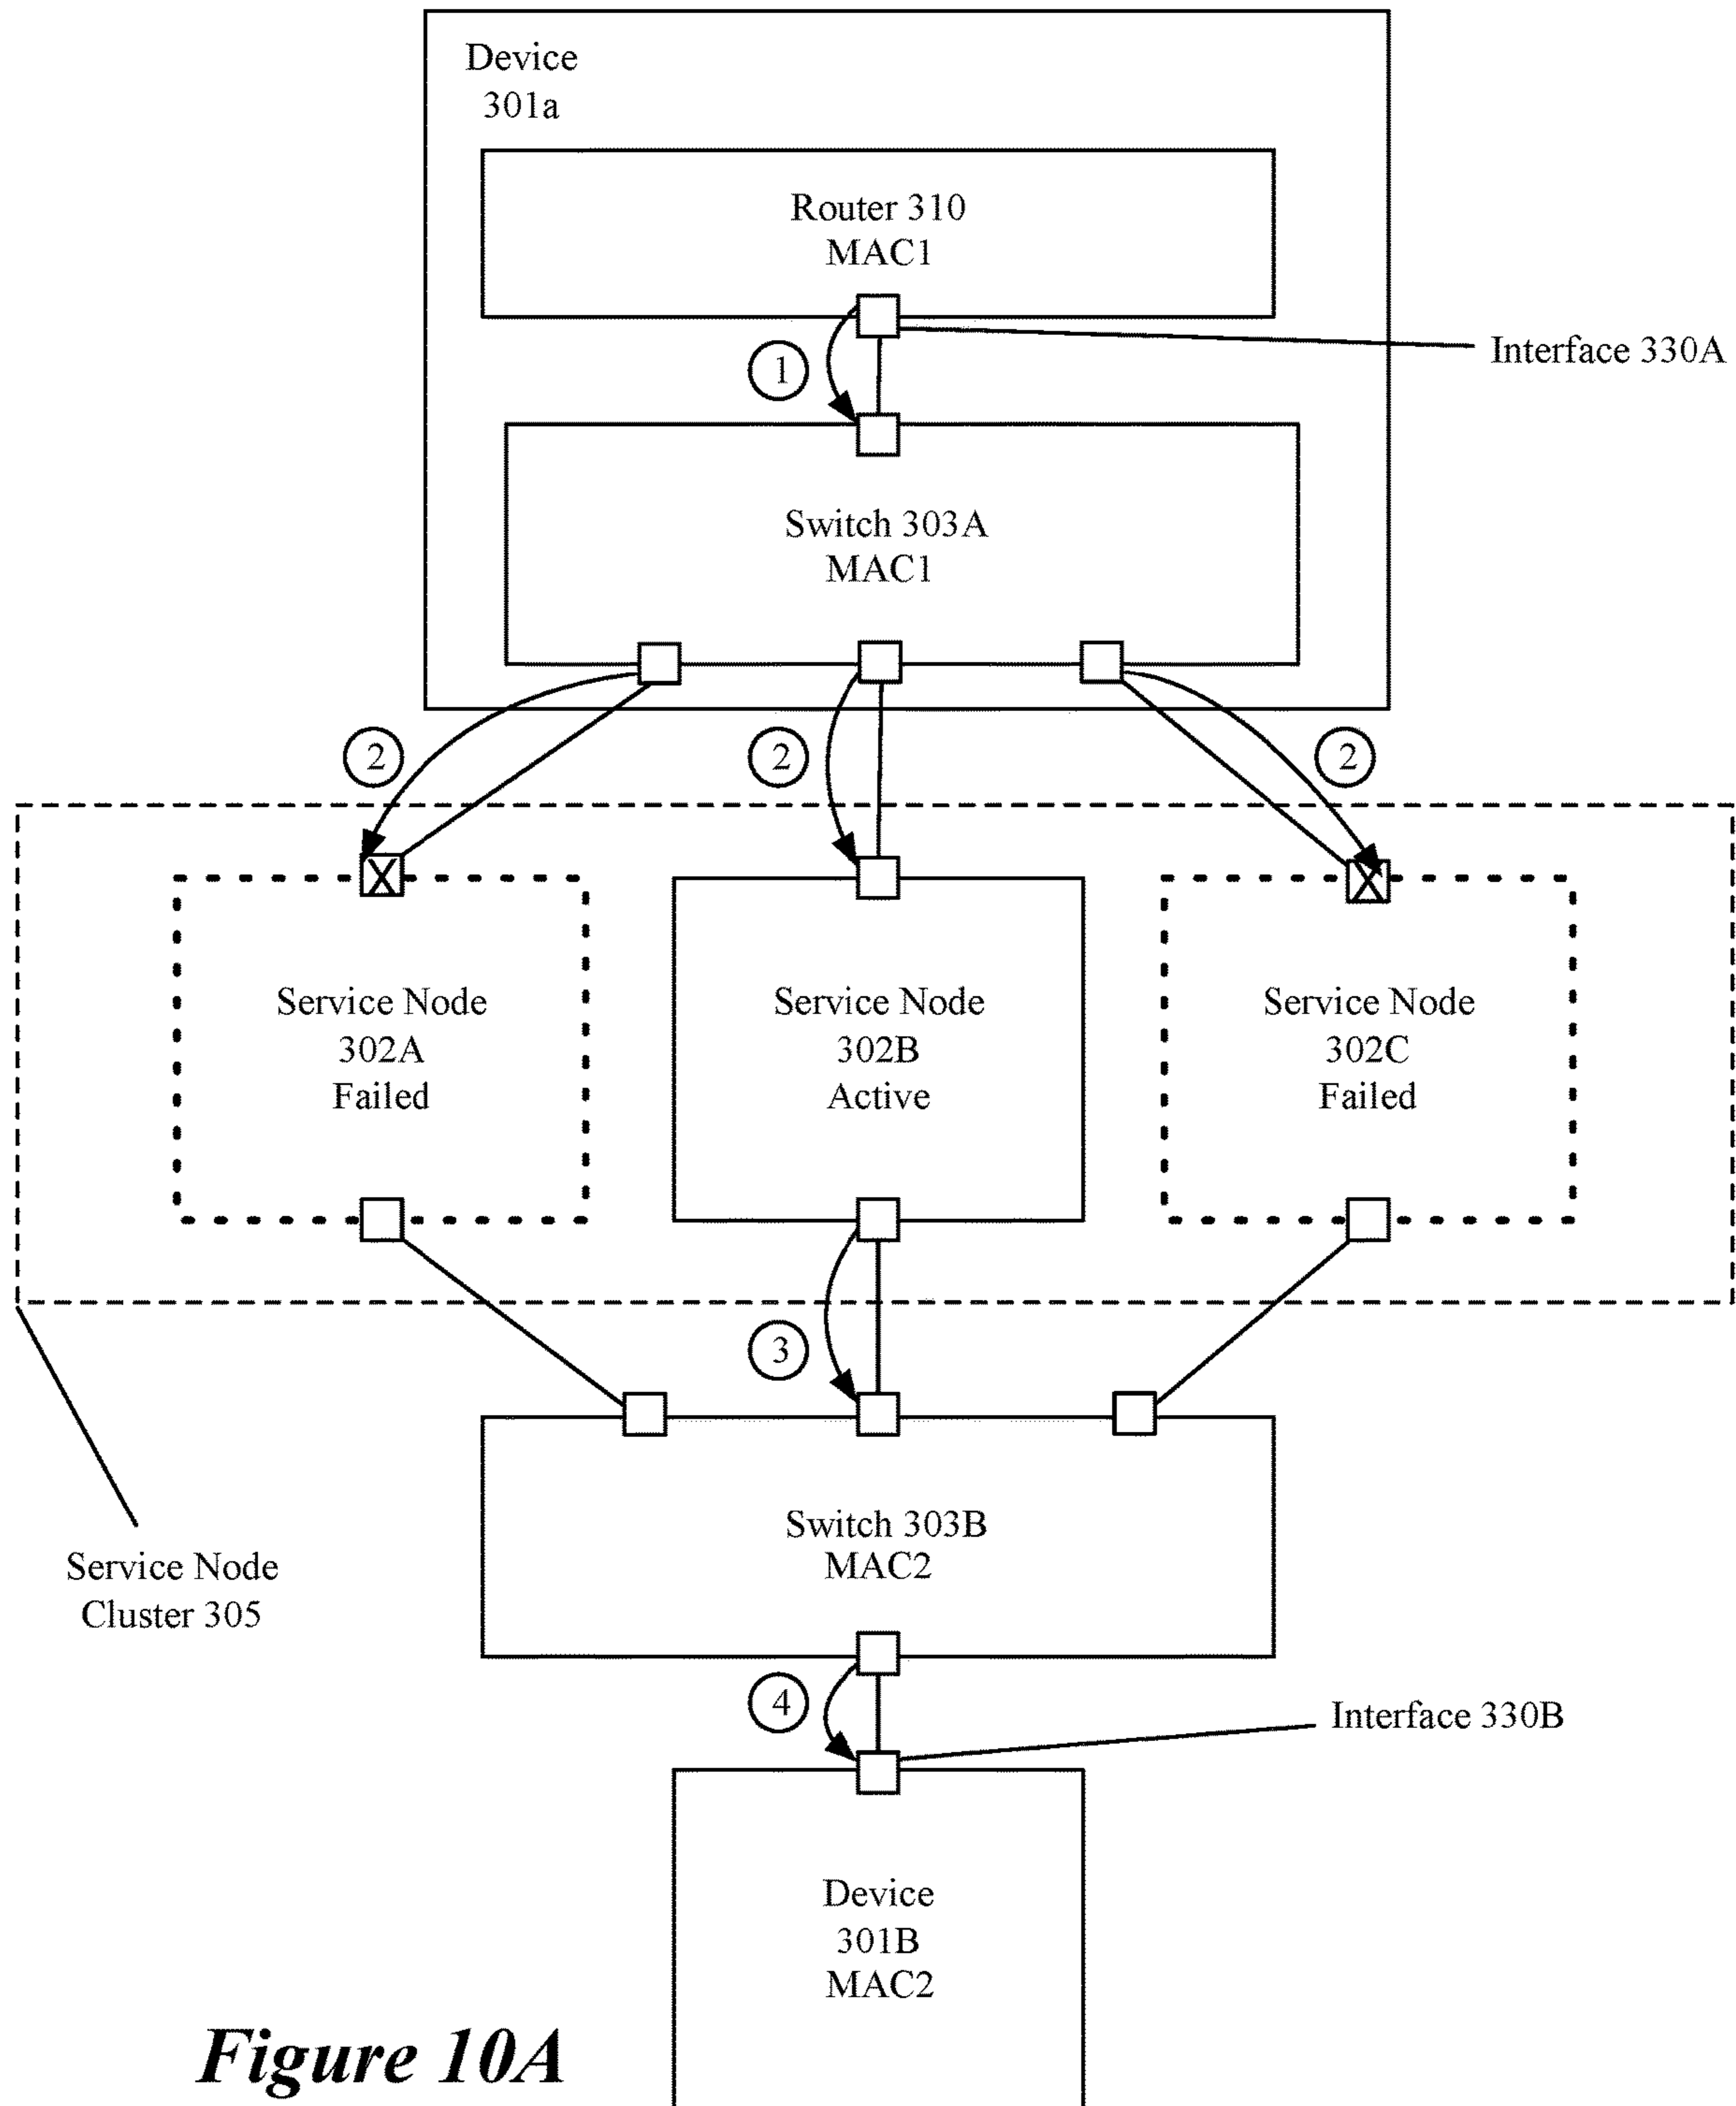 Device
301a
Router 310
MAC1
Interface 330A
1
Switch 303A
MAC1
2
2
2
X
X
Service Node
302A
Failed
Service Node
302B
Active
Service Node
302C
Failed
3
Switch 303B
MAC2
Service Node
Cluster 305
4
Interface 330B
Device
301B
MAC2
Figure 10A